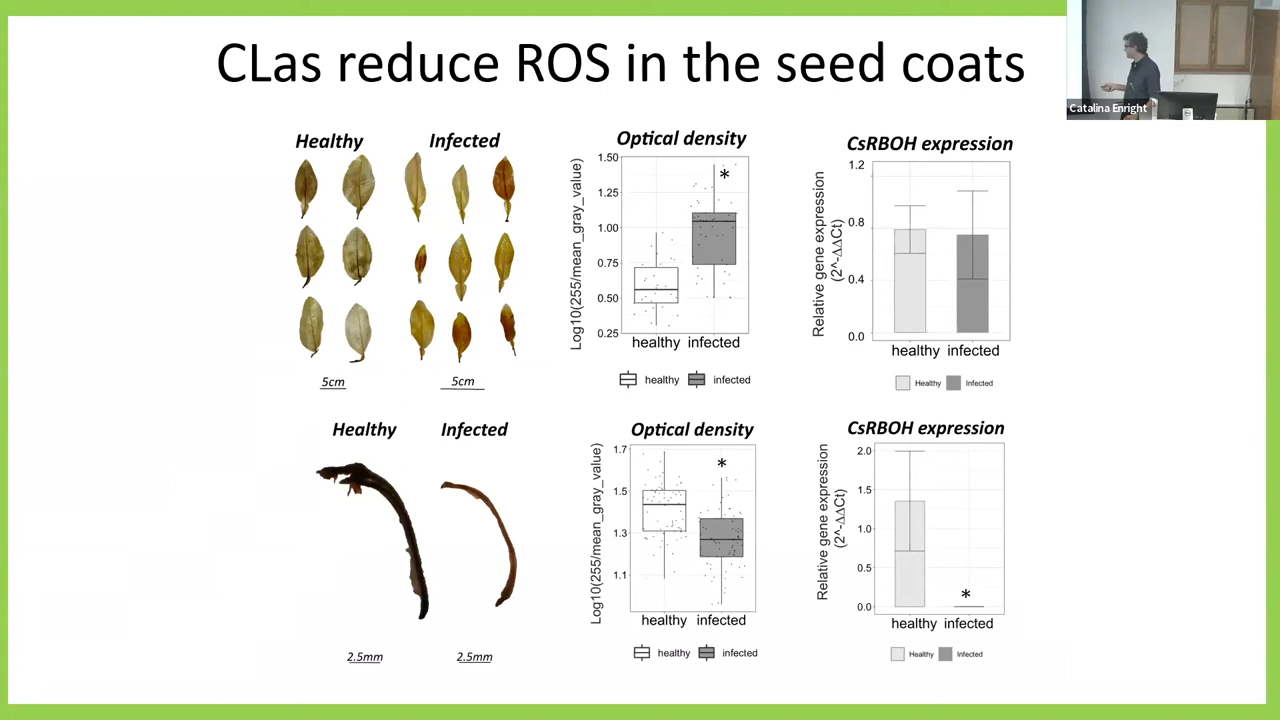 CLas reduce ROS in the seed coats
Catalina Enright
Healthy
Infected
5cm
5cm
Optical density
Log10(255/mean_gray_value)
1.50
1.25
1.00
0.75
0.50
0.25
*
healthy infected
healthy infected
CsRBOH expression
Relative gene expression
(2^-ΔΔCt)
1.2
0.8
0.4
0.0
healthy infected
Healthy Infected
Healthy
Infected
2.5mm
2.5mm
Optical density
Log10(255/mean_gray_value)
1.7
1.5
1.3
1.1
*
healthy infected
healthy infected
CsRBOH expression
Relative gene expression
(2^-ΔΔCt)
2.0
1.5
1.0
0.5
0.0
*
healthy infected
Healthy Infected